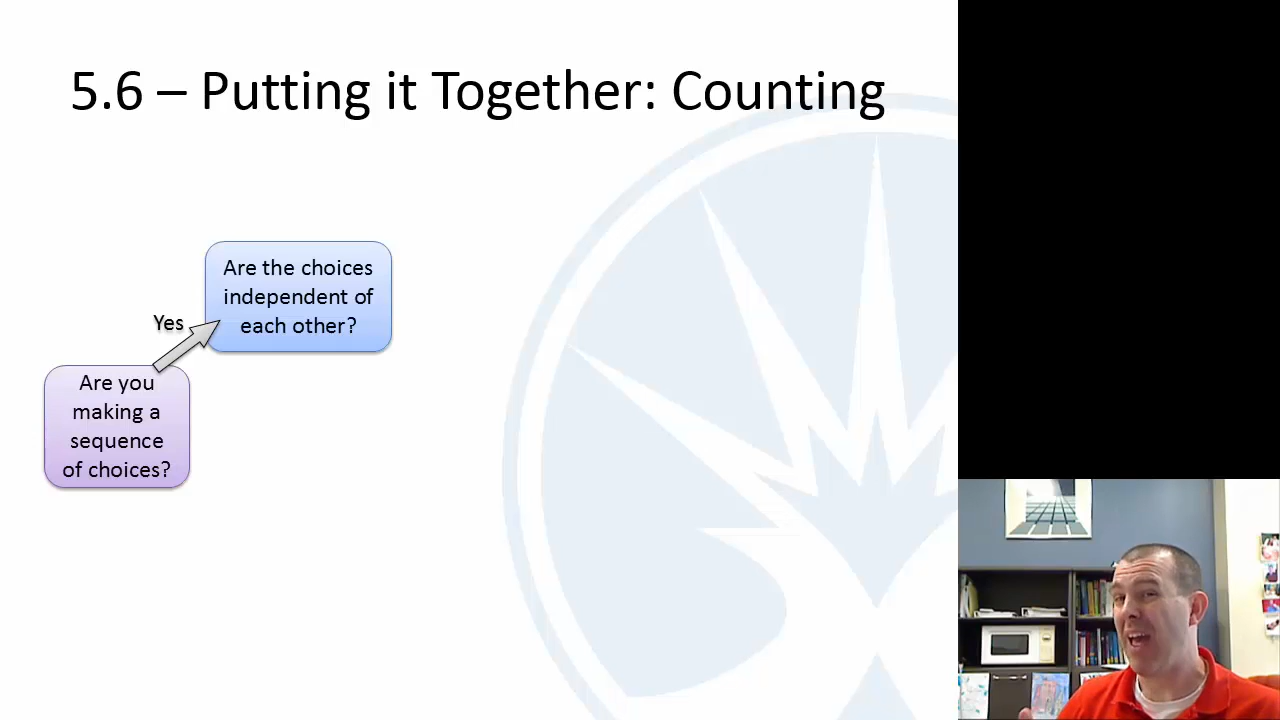 5.6 – Putting it Together: Counting
Are the choices
independent of
each other?
Yes
Are you
making a
sequence
of choices?